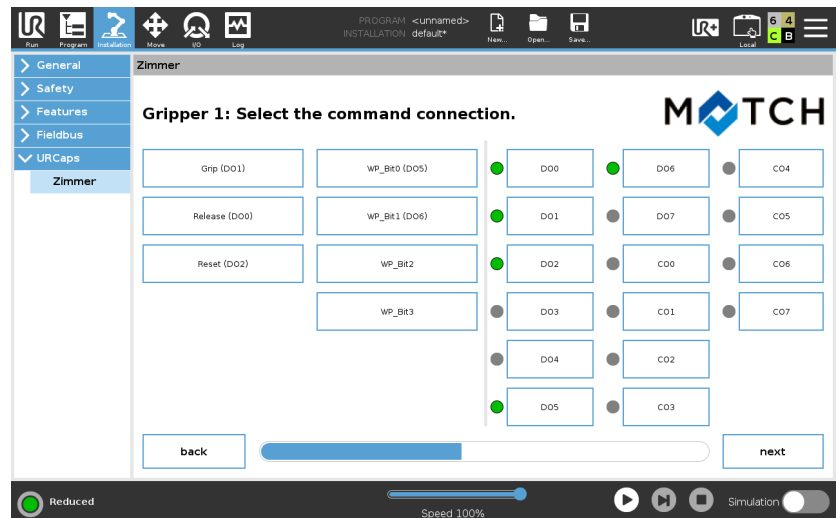 PROGRAM <unnamed>
INSTALLATION default*
Run Program Installation Move I/O Log New... Open... Save... UR+ Local 6 4 C B
General
Zimmer
Safety
Features
Fieldbus
URCaps
Zimmer
Gripper 1: Select the command connection.
MATCH
Grip (DO1) WP_Bit0 (DO5) DO0 DO6 CO4
Release (DO0) WP_Bit1 (DO6) DO1 DO7 CO5
Reset (DO2) WP_Bit2 DO2 CO0 CO6
WP_Bit3 DO3 CO1 CO7
DO4 CO2
DO5 CO3
back next
Reduced
Speed 100%
Simulation